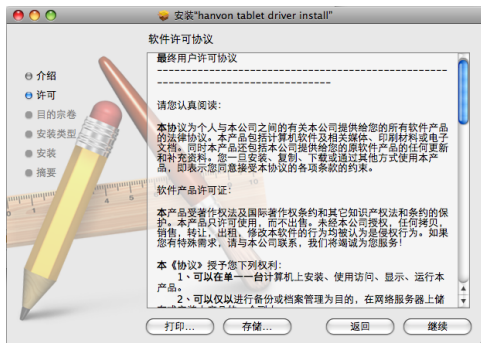 安装"hanvon tablet driver install"
软件许可协议
介绍
许可
目的宗卷
安装类型
安装
摘要
最终用户许可协议
--------------------------------------------------
------------------------------
请您认真阅读：
本协议为个人与本公司之间的有关本公司提供给您的所有软件产品
的法律协议。本产品包括计算机软件及相关媒体、印刷材料或电子
文档。同时本产品还包括本公司提供给您的原软件产品的任何更新
和补充资料。您一旦安装、复制、下载或通过其他方式使用本产
品，即表示您同意接受本协议的各项条款的约束。
软件产品许可证：
本产品受著作权法及国际著作权条约和其它知识产权法和条约的保
护。本产品只许可使用，而不出售。未经本公司授权，任何拷贝，
销售，转让，出租，修改本软件的行为均被认为是侵权行为。如果
您有特殊需求，请与本公司联系，我们将竭诚为您服务！
本《协议》授予您下列权利：
1、可以在单一一台计算机上安装、使用访问、显示、运行本
产品。
2、可以仅以进行备份或档案管理为目的，在网络服务器上储
打印...
存储...
返回
继续